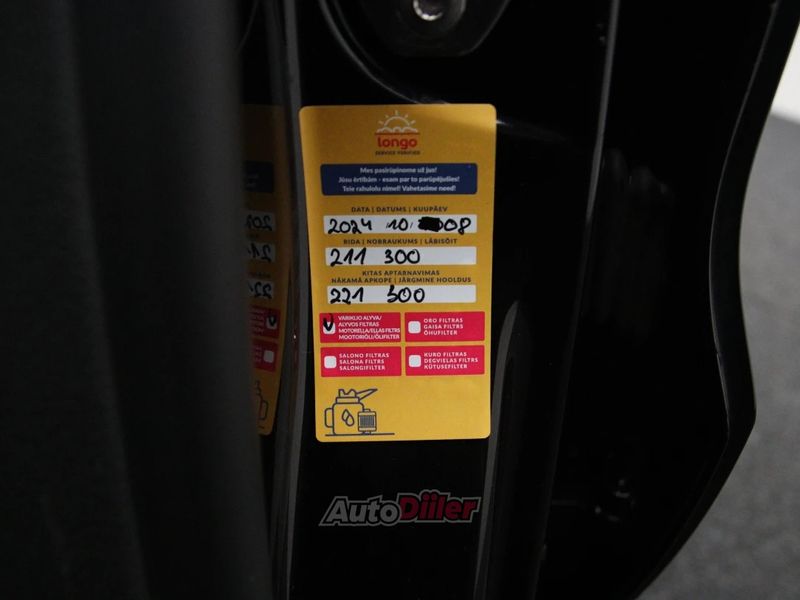 longo
SERVICE VERIFIED
Mes pasirūpinome už jus!
Jūsu ērtībām - esam par to parūpējušies!
Teie rahulolu nimel! Vahetasime need!
DATA | DATUMS | KUUPÄEV
2024 10 08
RIDA | NOBRAUKUMS | LÄBISÕIT
211 300
KITAS APTARNAVIMAS
NĀKAMĀ APKOPE | JÄRGMINE HOOLDUS
221 300
VARIKLIO ALYVA/
ALYVOS FILTRAS
MOTOREĻĻA/EĻĻAS FILTRS
MOOTORIÕLI/ÕLIFILTER
ORO FILTRAS
GAISA FILTRS
ÕHUFILTER
SALONO FILTRAS
SALONA FILTRS
SALONGIFILTER
KURO FILTRAS
DEGVIELAS FILTRS
KÜTUSEFILTER
AutoDiiler